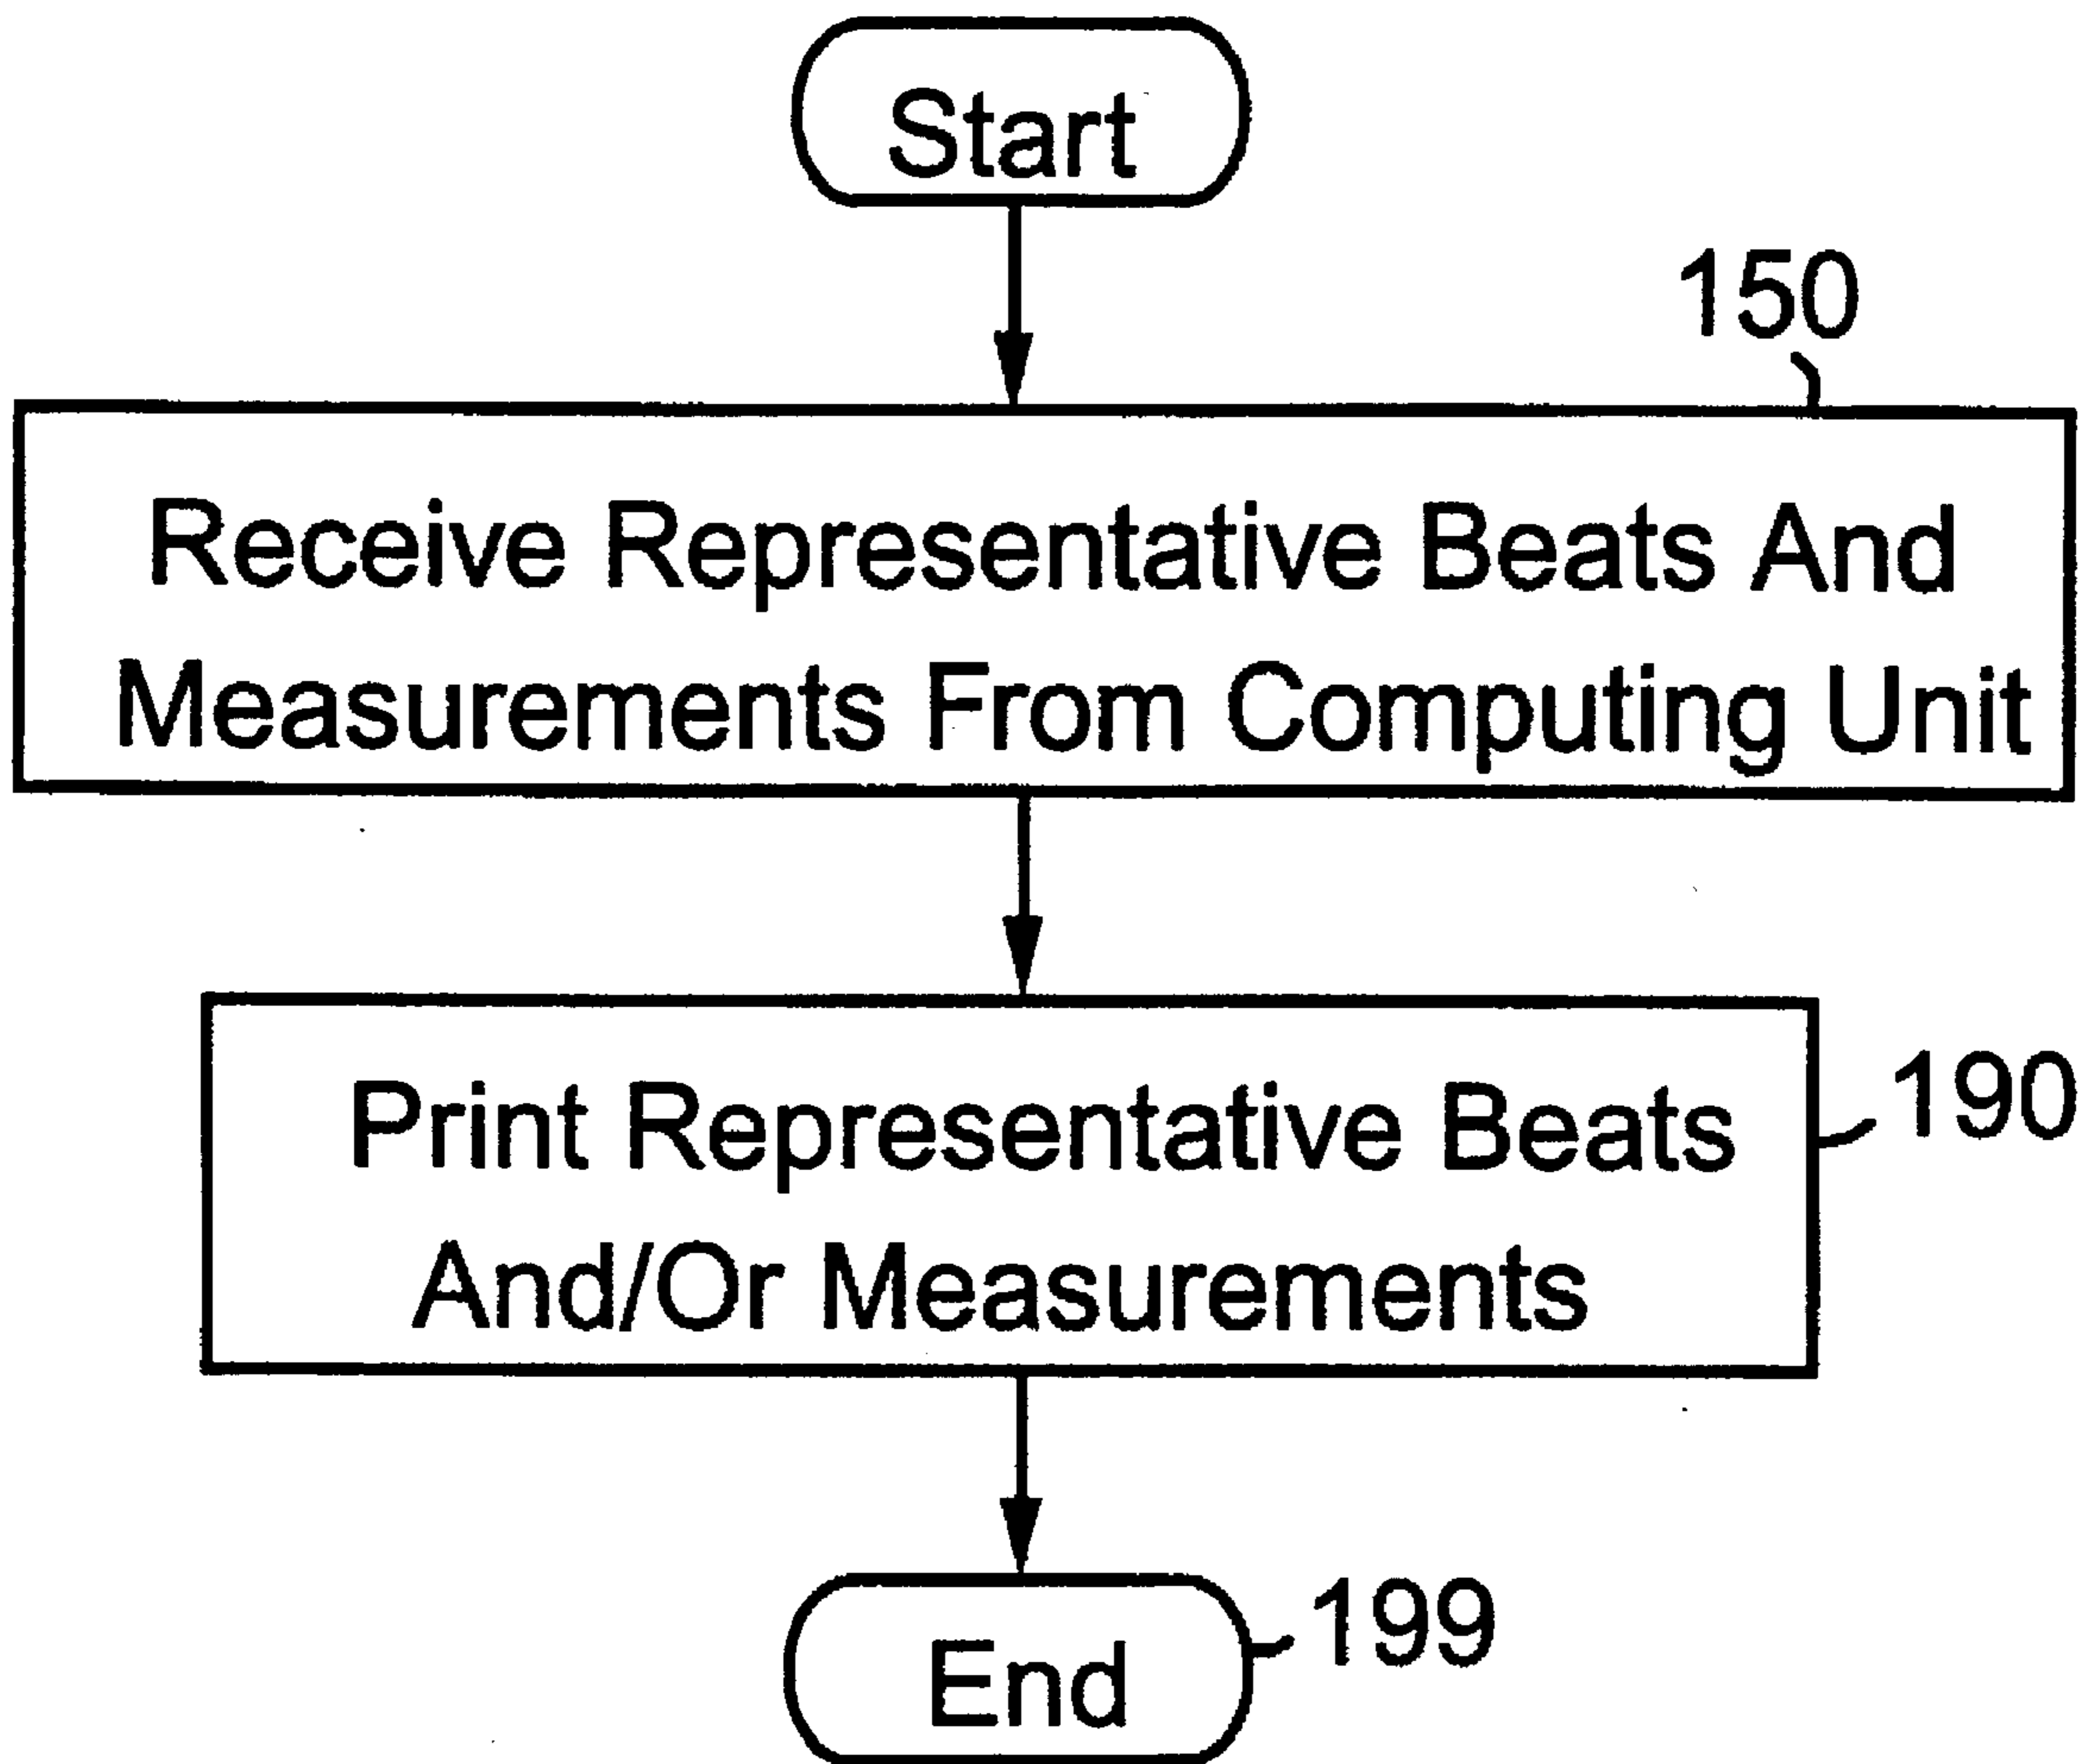 Start
150
Receive Representative Beats And
Measurements From Computing Unit
Print Representative Beats
And/Or Measurements
190
End
199